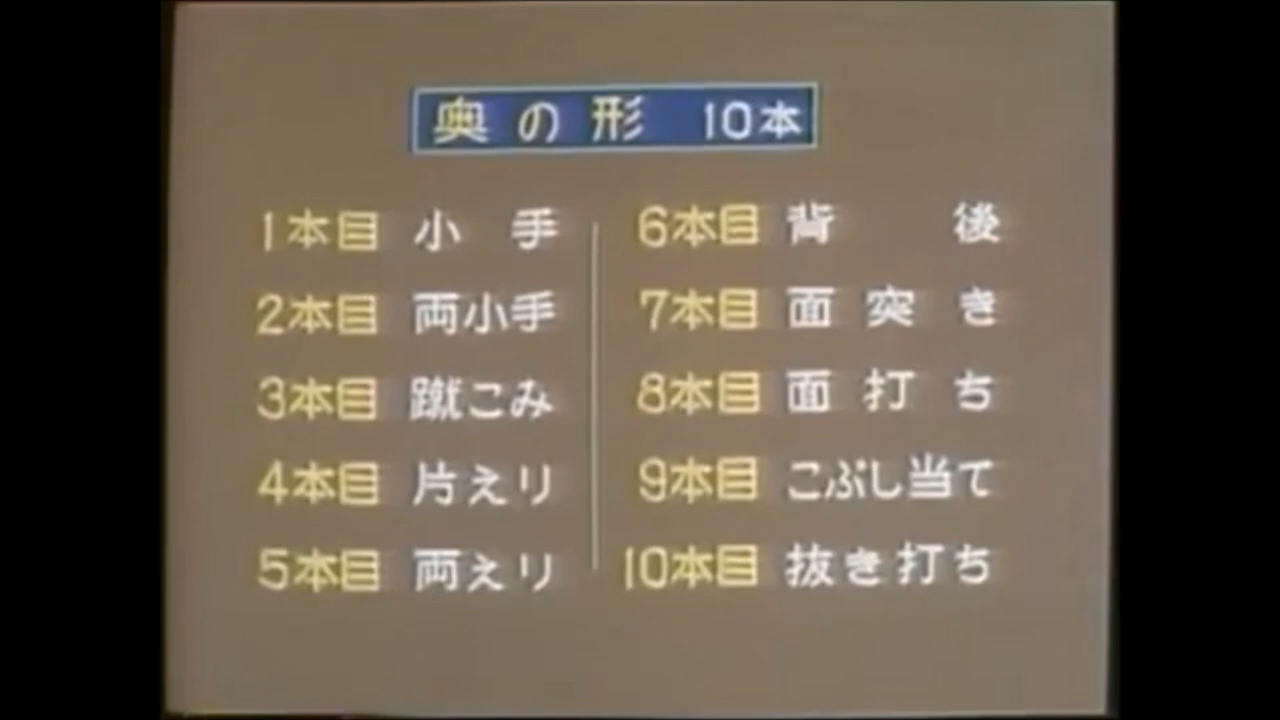 奥の形 10本
1本目 小手
2本目 両小手
3本目 蹴こみ
4本目 片えり
5本目 両えり
6本目 背後
7本目 面突き
8本目 面打ち
9本目 こぶし当て
10本目 抜き打ち